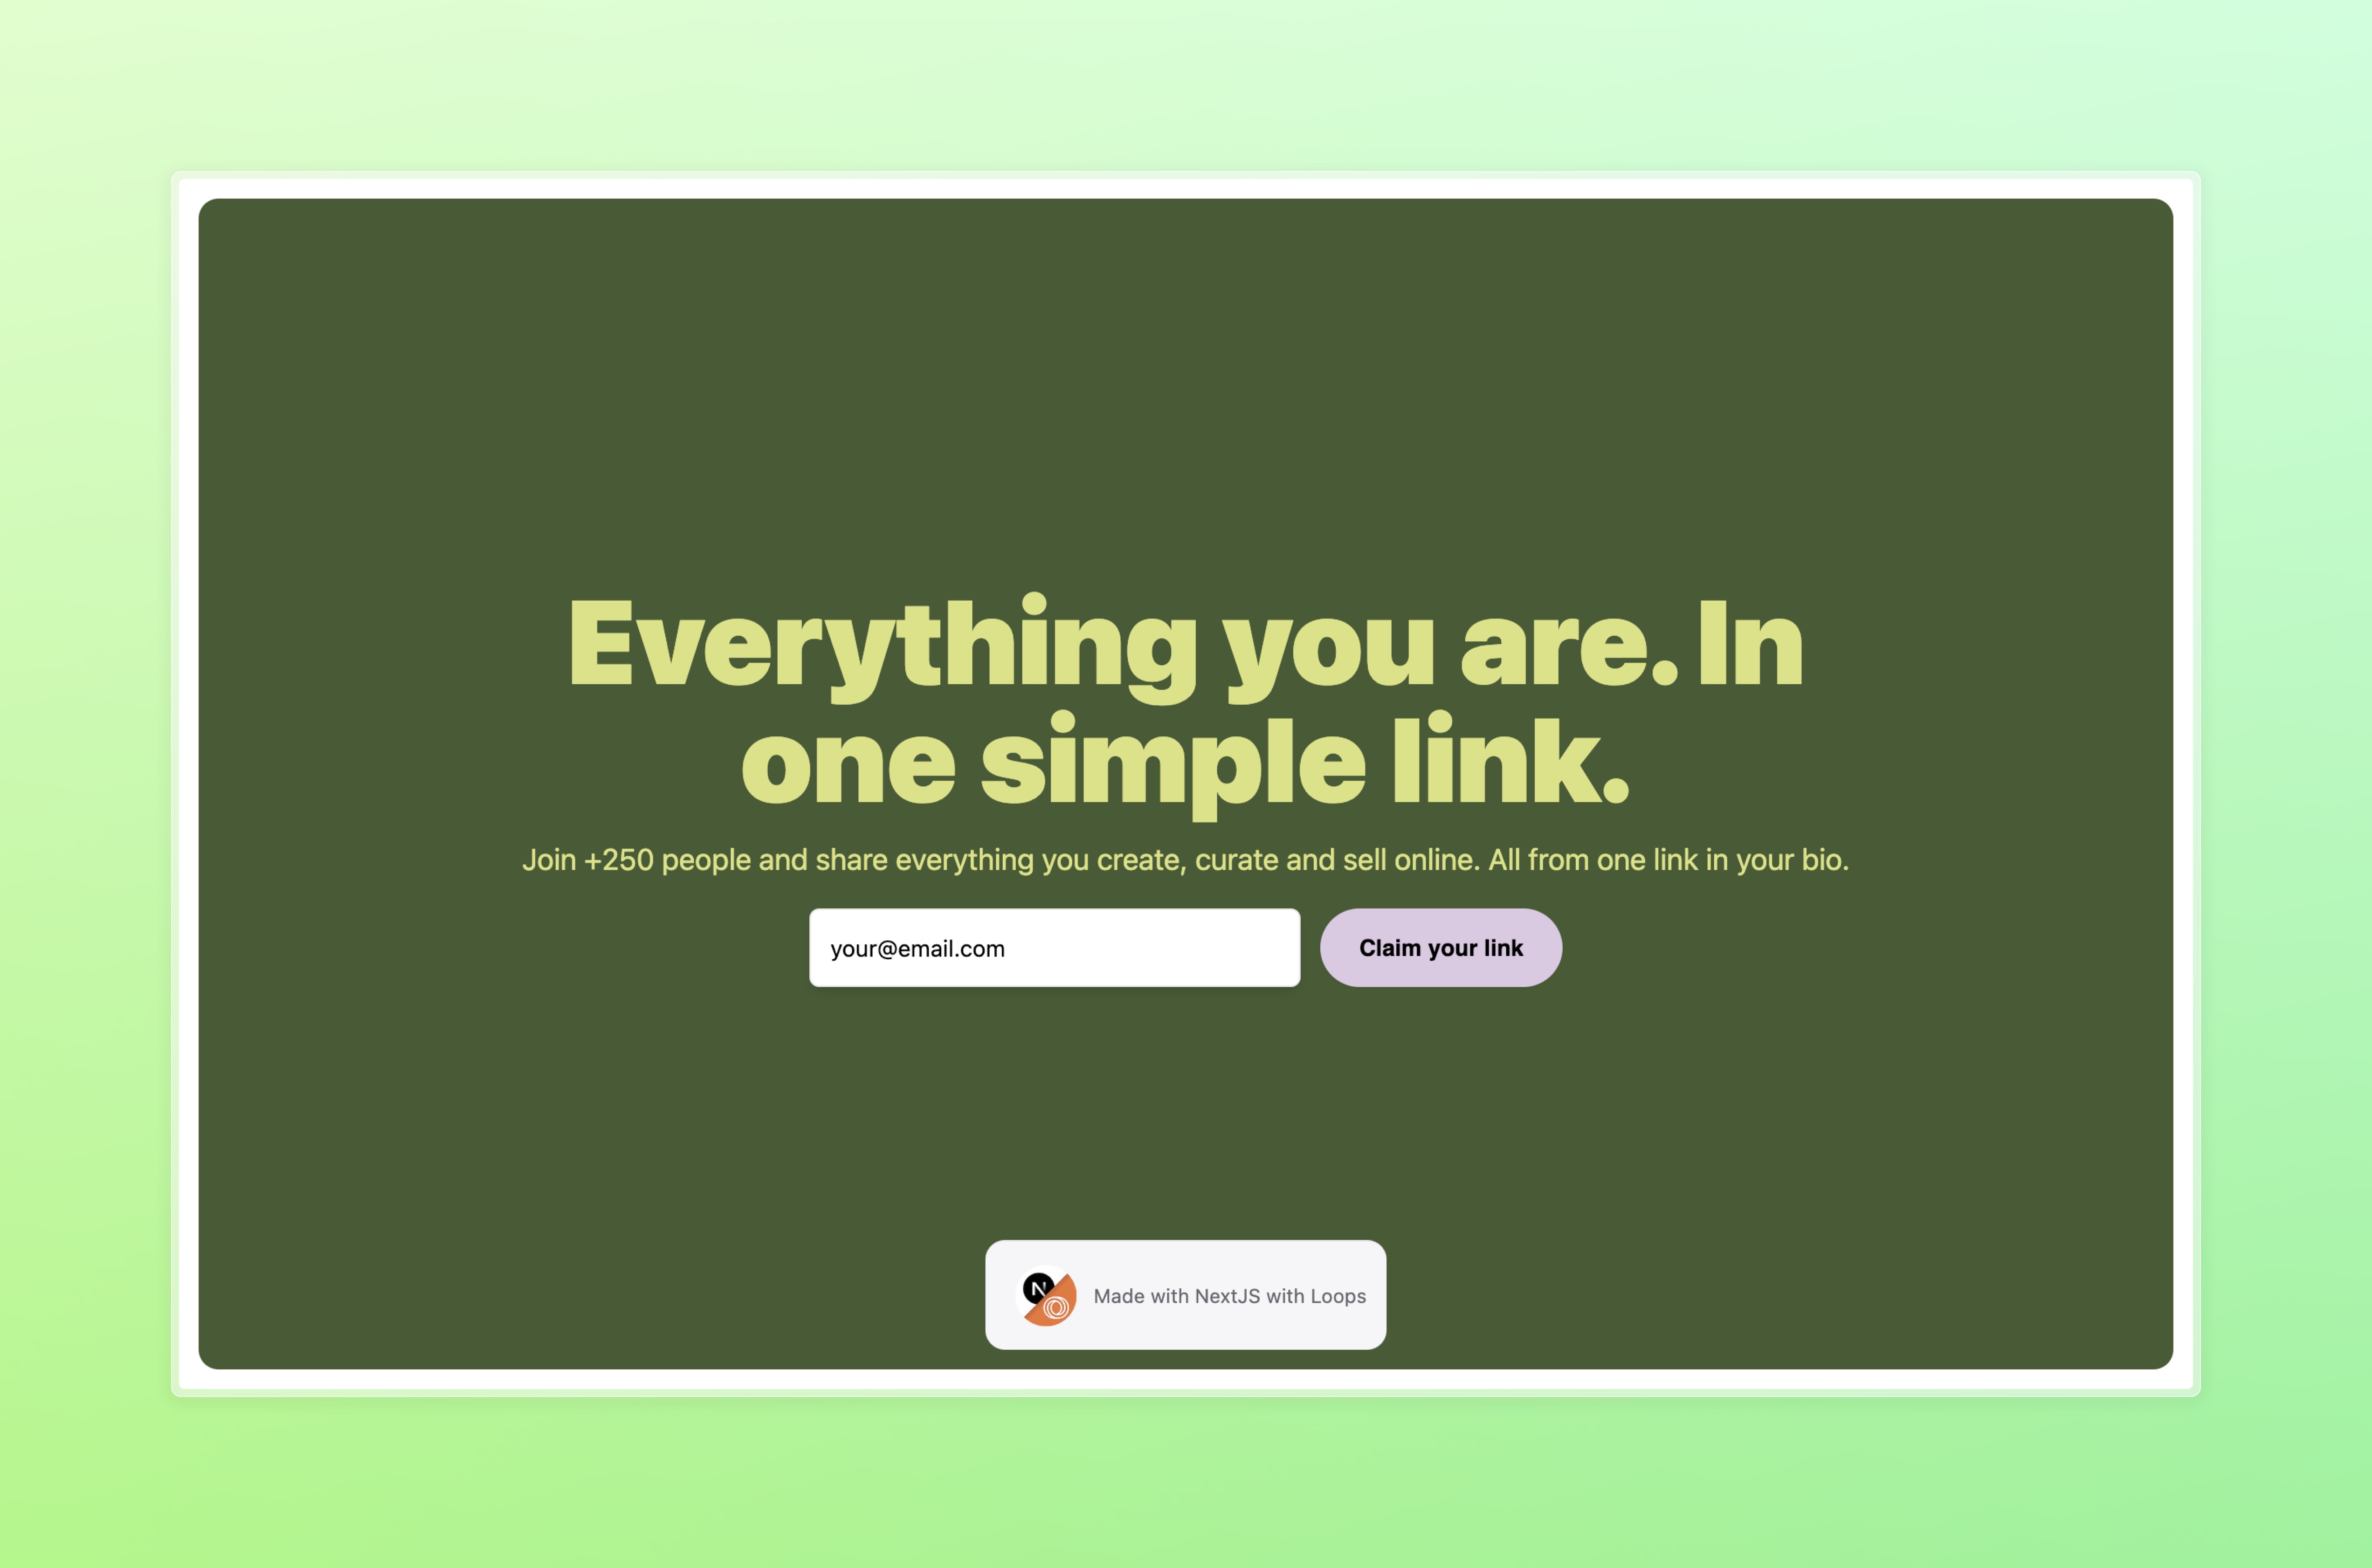 Everything you are. In
one simple link.
Join +250 people and share everything you create, curate and sell online. All from one link in your bio.
your@email.com
Claim your link
N
Made with NextJS with Loops